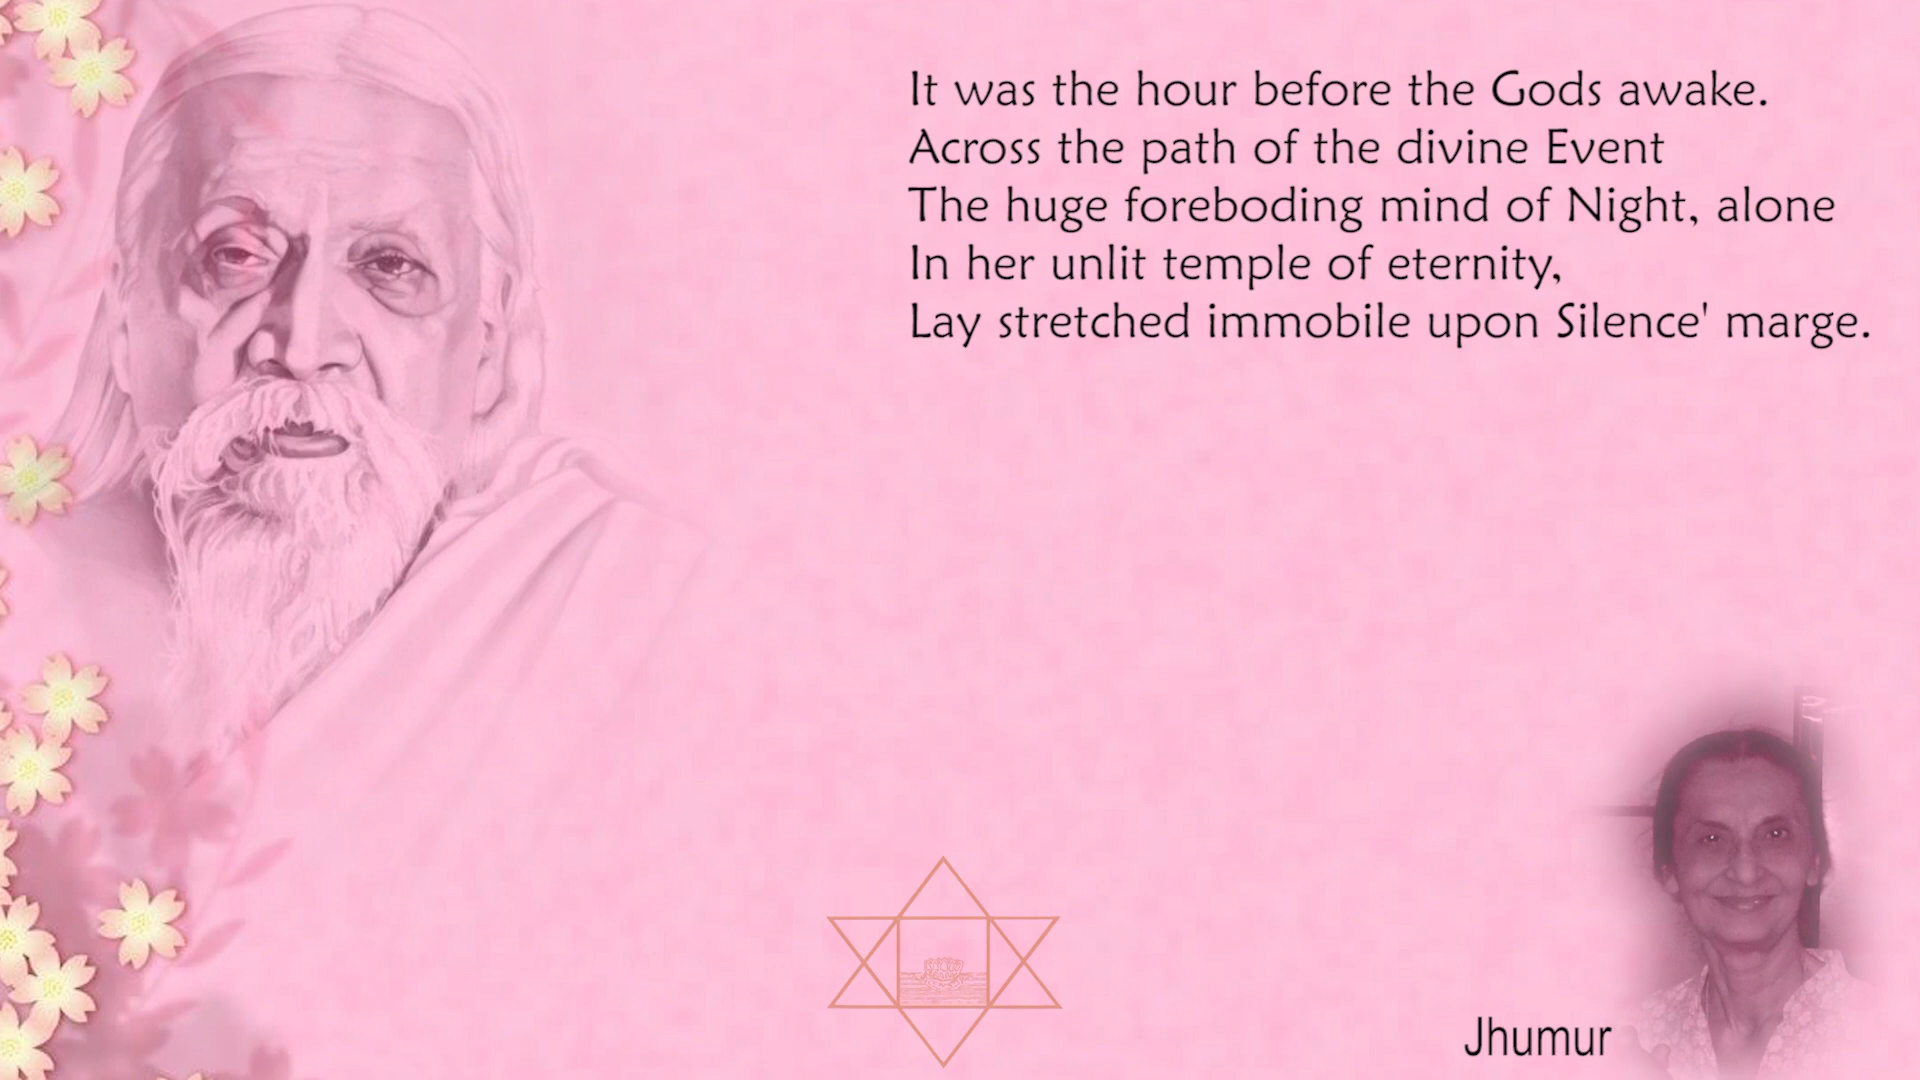 It was the hour before the Gods awake.
Across the path of the divine Event
The huge foreboding mind of Night, alone
In her unlit temple of eternity,
Lay stretched immobile upon Silence' marge.
Jhumur